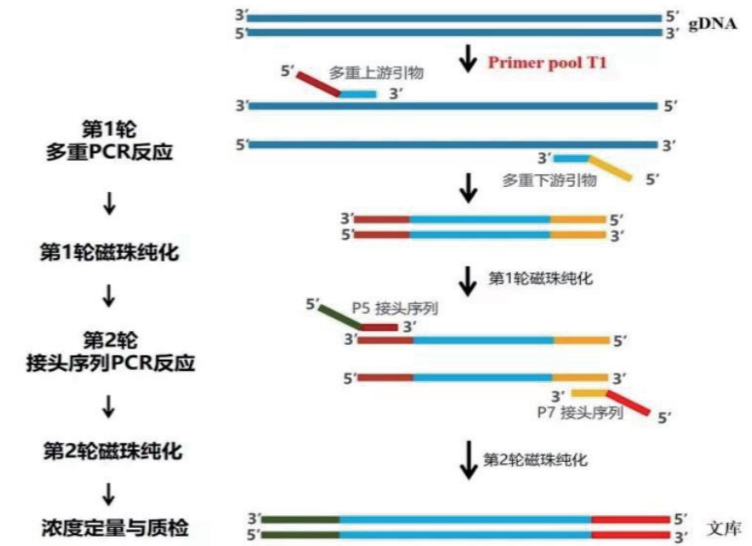 3′ 5′
gDNA
5′ 3′
Primer pool T1
5′ 多重上游引物
3′
3′ 5′
第1轮
多重PCR反应
5′ 3′
3′
多重下游引物 5′
3′ 5′
5′ 3′
第1轮磁珠纯化
第1轮磁珠纯化
5′ P5 接头序列
3′
第2轮
接头序列PCR反应
3′ 5′
5′ 3′
3′
P7 接头序列 5′
第2轮磁珠纯化
第2轮磁珠纯化
浓度定量与质检
3′ 5′
文库
5′ 3′